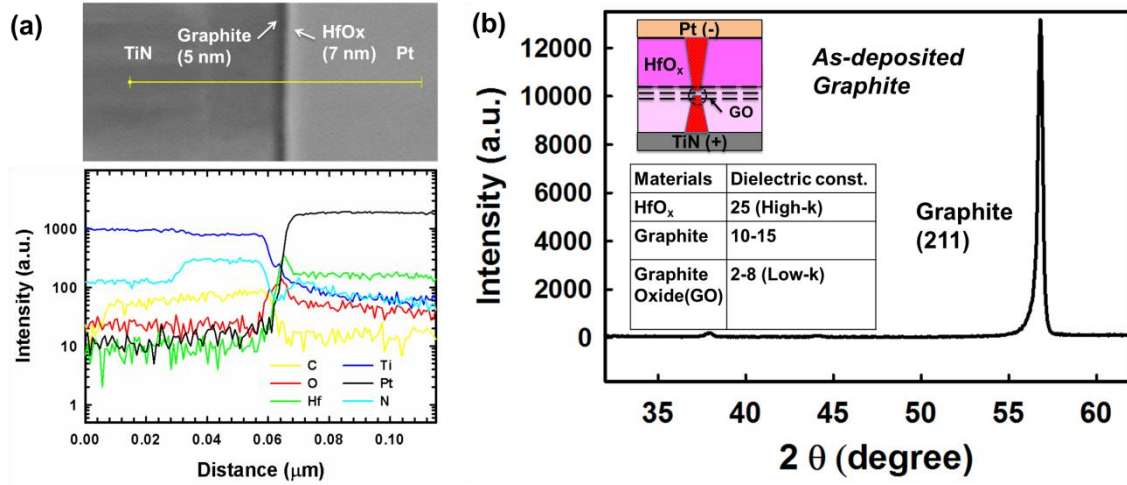 (a)
Graphite
(5 nm)
HfOx
(7 nm)
TiN
Pt
Intensity (a.u.)
1000
100
10
1
C
O
Hf
Ti
Pt
N
0.00 0.02 0.04 0.06 0.08 0.10
Distance (μm)
(b)
Intensity (a.u.)
12000
10000
8000
6000
4000
2000
0
Pt (-)
HfOx
GO
TiN (+)
As-deposited
Graphite
Materials Dielectric const.
HfOx 25 (High-k)
Graphite 10-15
Graphite 2-8 (Low-k)
Oxide(GO)
Graphite
(211)
35 40 45 50 55 60
2 θ (degree)